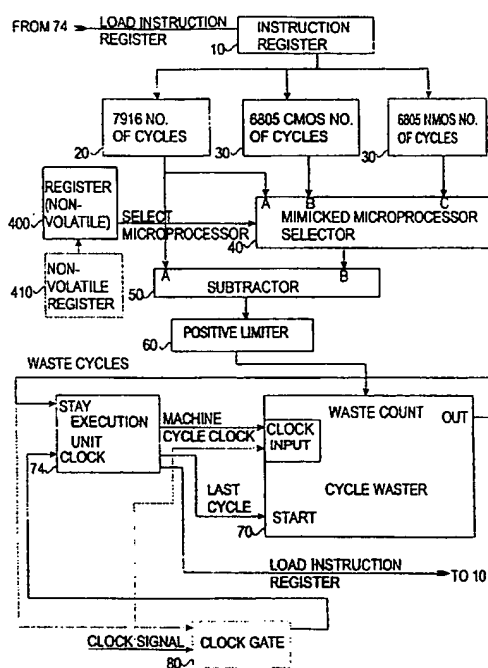 FROM 74
LOAD INSTRUCTION
REGISTER
10
INSTRUCTION
REGISTER
7916 NO.
OF CYCLES
20
6805 CMOS NO.
OF CYCLES
30
6805 NMOS NO.
OF CYCLES
30
REGISTER
(NON-
VOLATILE)
400
SELECT
MICROPROCESSOR
A
B
C
MIMICKED MICROPROCESSOR
SELECTOR
40
410
NON-
VOLATILE
REGISTER
A
B
SUBTRACTOR
50
POSITIVE LIMITER
60
WASTE CYCLES
STAY
EXECUTION
UNIT
CLOCK
74
MACHINE
CYCLE CLOCK
LAST
CYCLE
WASTE COUNT
OUT
CLOCK
INPUT
CYCLE WASTER
START
70
LOAD INSTRUCTION
REGISTER
TO 10
CLOCK SIGNAL
CLOCK GATE
80